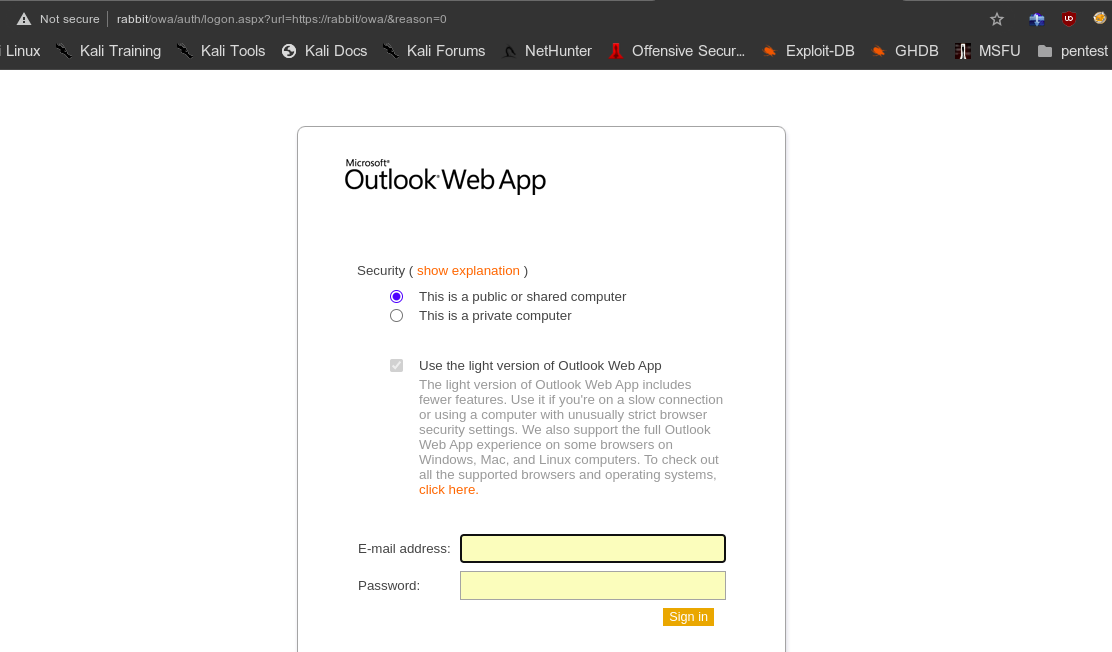 Not secure rabbit/owa/auth/logon.aspx?url=https://rabbit/owa/&reason=0
Linux Kali Training Kali Tools Kali Docs Kali Forums NetHunter Offensive Secur... Exploit-DB GHDB MSFU pentest
Microsoft®
Outlook® Web App
Security ( show explanation )
This is a public or shared computer
This is a private computer
Use the light version of Outlook Web App
The light version of Outlook Web App includes
fewer features. Use it if you're on a slow connection
or using a computer with unusually strict browser
security settings. We also support the full Outlook
Web App experience on some browsers on
Windows, Mac, and Linux computers. To check out
all the supported browsers and operating systems,
click here.
E-mail address:
Password:
Sign in